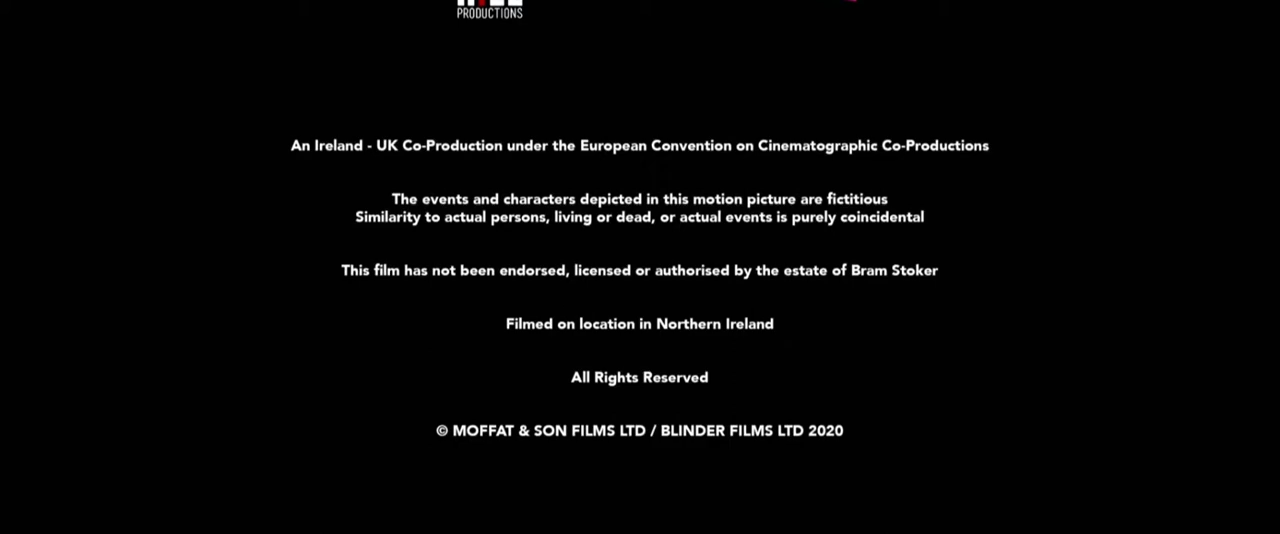 PRODUCTIONS
An Ireland - UK Co-Production under the European Convention on Cinematographic Co-Productions
The events and characters depicted in this motion picture are fictitious
Similarity to actual persons, living or dead, or actual events is purely coincidental
This film has not been endorsed, licensed or authorised by the estate of Bram Stoker
Filmed on location in Northern Ireland
All Rights Reserved
© MOFFAT & SON FILMS LTD / BLINDER FILMS LTD 2020